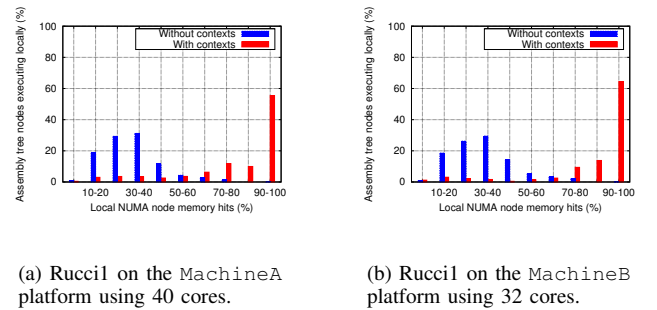 Assembly tree nodes executing locally (%)
100
80
60
40
20
0
Without contexts
With contexts
10-20
30-40
50-60
70-80
90-100
Local NUMA node memory hits (%)
(a) Rucci1 on the MachineA
platform using 40 cores.
Assembly tree nodes executing locally (%)
100
80
60
40
20
0
Without contexts
With contexts
10-20
30-40
50-60
70-80
90-100
Local NUMA node memory hits (%)
(b) Rucci1 on the MachineB
platform using 32 cores.